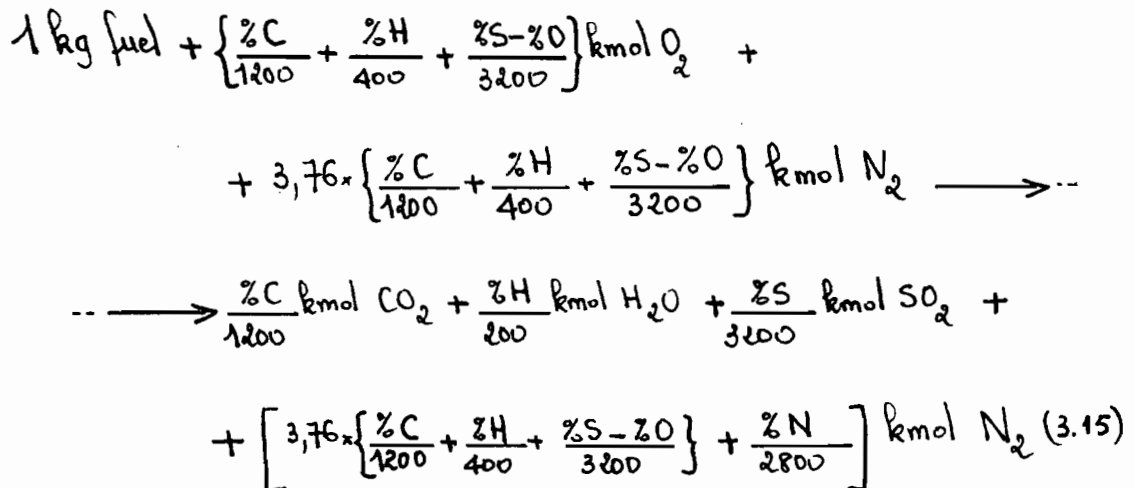 1 kg fuel + {%C/1200 + %H/400 + %S-%O/3200} kmol O₂ +
+ 3,76× {%C/1200 + %H/400 + %S-%O/3200} kmol N₂ ⟶ --
-- ⟶ %C/1200 kmol CO₂ + %H/200 kmol H₂O + %S/3200 kmol SO₂ +
+ [3,76× {%C/1200 + %H/400 + %S-%O/3200} + %N/2800] kmol N₂ (3.15)